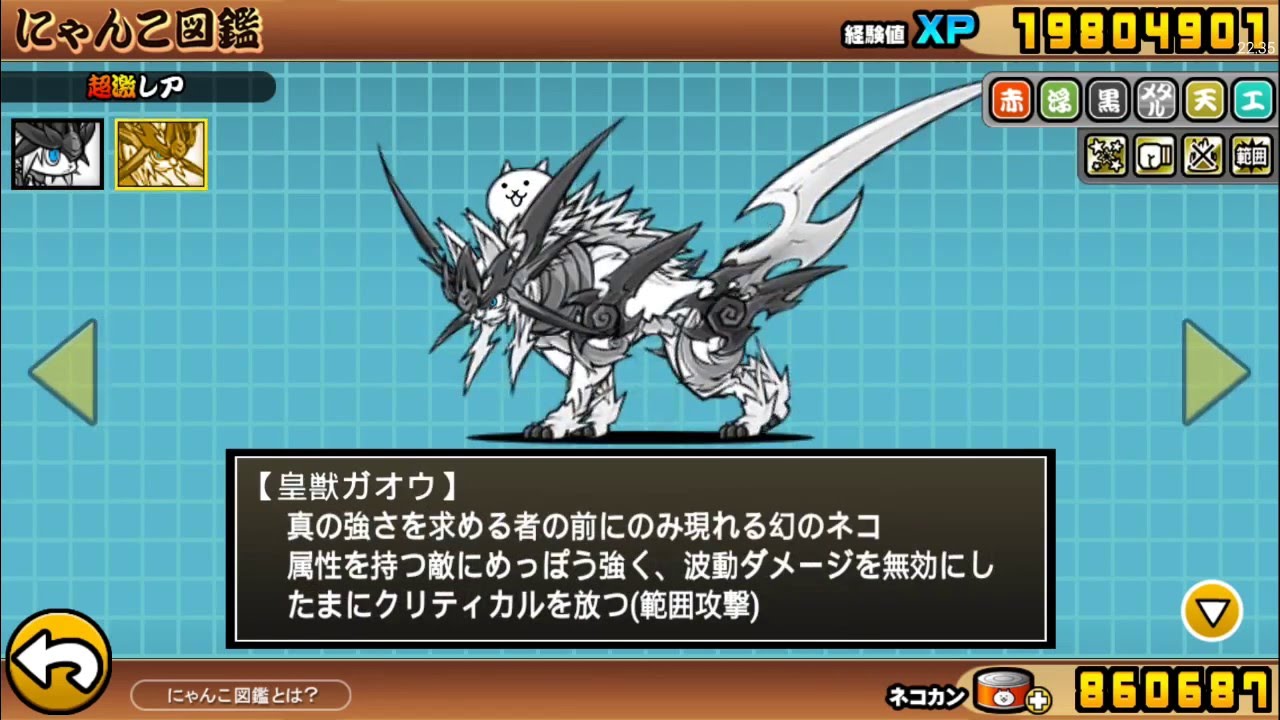 にゃんこ図鑑
経験値 XP 19804901
22:35
超激レア
赤 浮 黒 メタル 天 エ
範囲
【皇獣ガオウ】
真の強さを求める者の前にのみ現れる幻のネコ
属性を持つ敵にめっぽう強く、波動ダメージを無効にし
たまにクリティカルを放つ(範囲攻撃)
にゃんこ図鑑とは?
ネコカン 860687